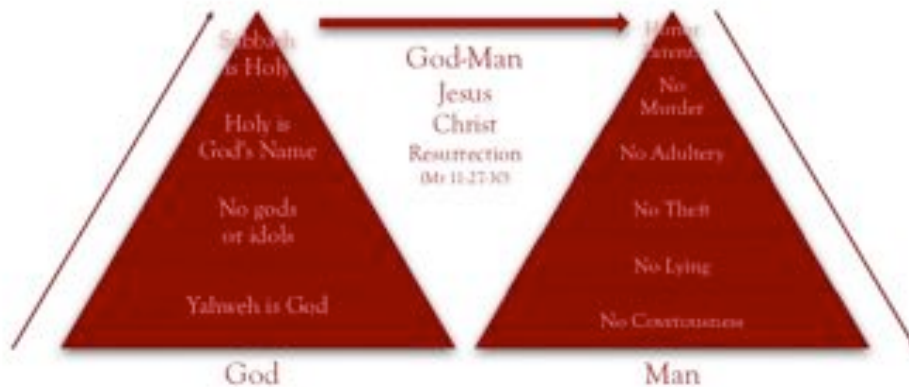 Sabbath
is Holy
Holy is
God's Name
No gods
or idols
Yahweh is God
God
God-Man
Jesus
Christ
Resurrection
Honor
Parents
No
Murder
No Adultery
No Theft
No Lying
No Covetousness
Man